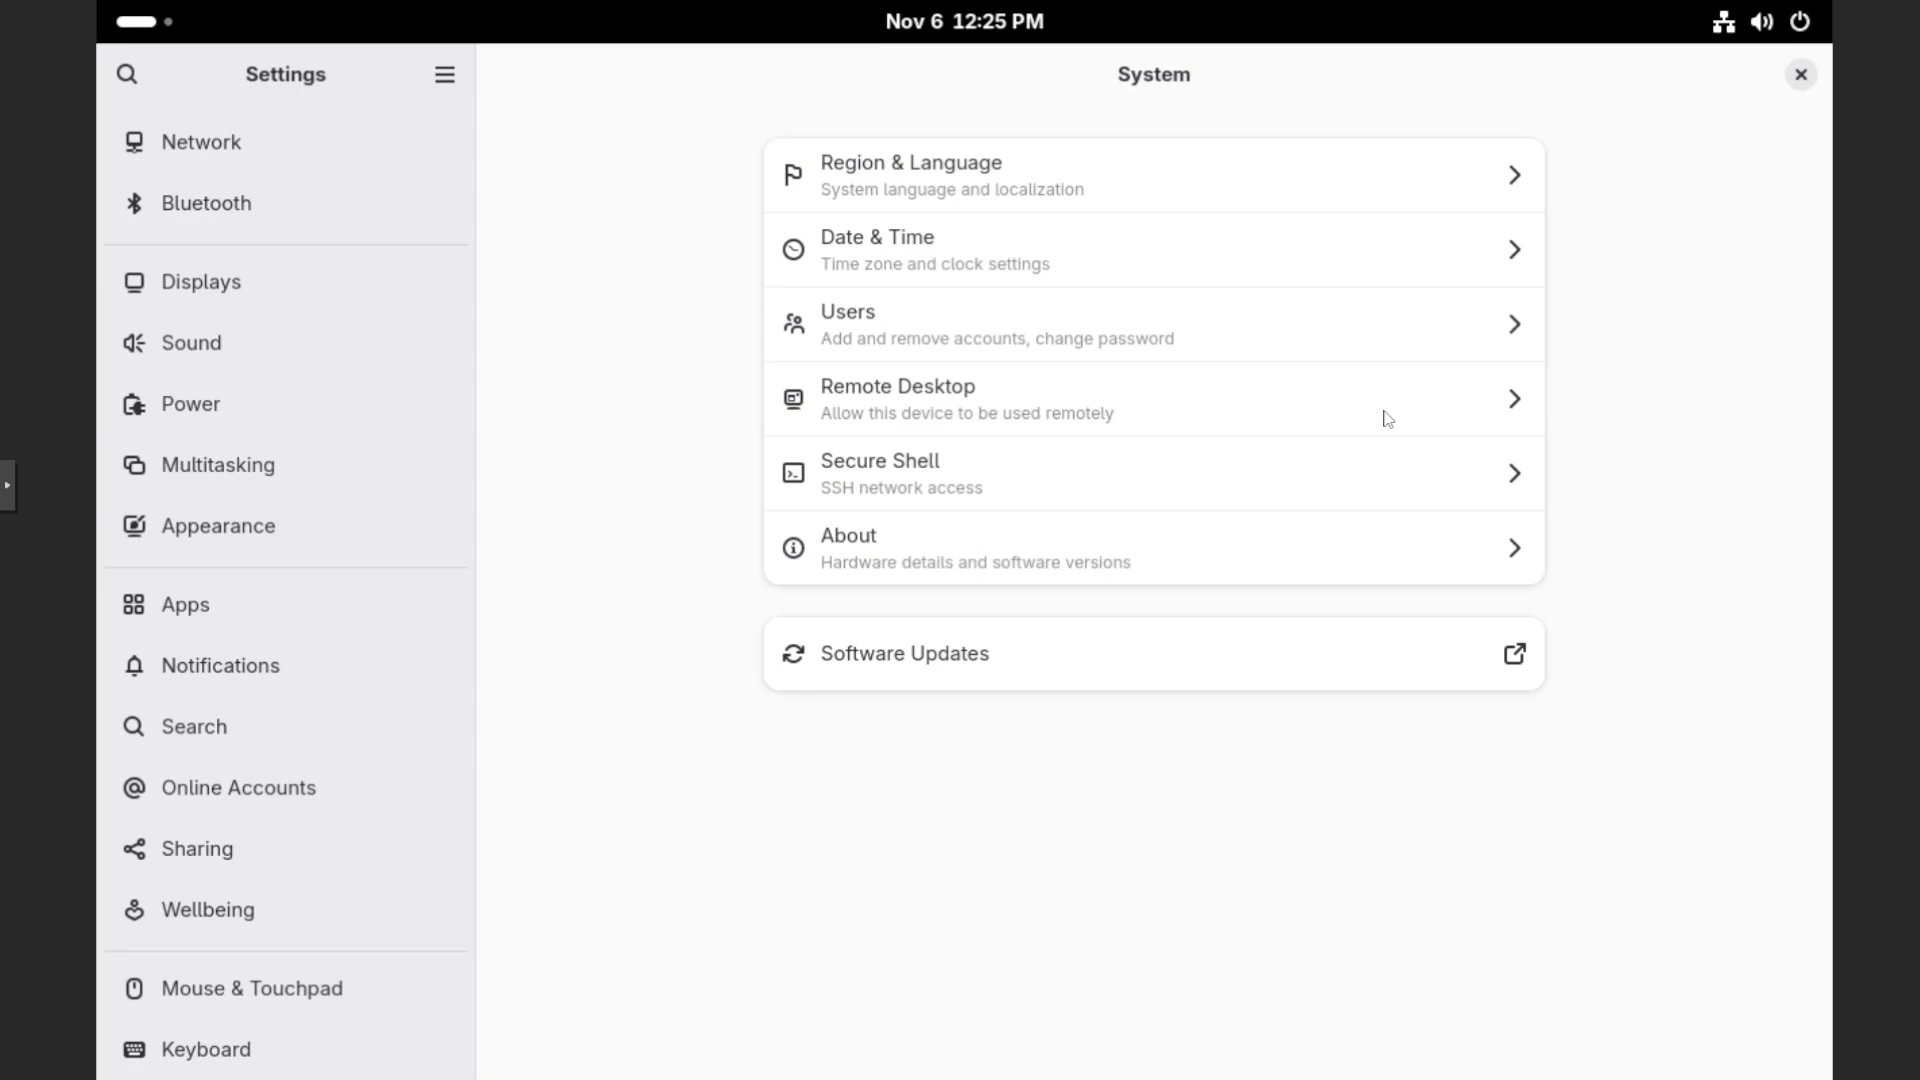 Nov 6 12:25 PM
Settings
System
Network
Bluetooth
Displays
Sound
Power
Multitasking
Appearance
Apps
Notifications
Search
Online Accounts
Sharing
Wellbeing
Mouse & Touchpad
Keyboard
Region & Language
System language and localization
Date & Time
Time zone and clock settings
Users
Add and remove accounts, change password
Remote Desktop
Allow this device to be used remotely
Secure Shell
SSH network access
About
Hardware details and software versions
Software Updates